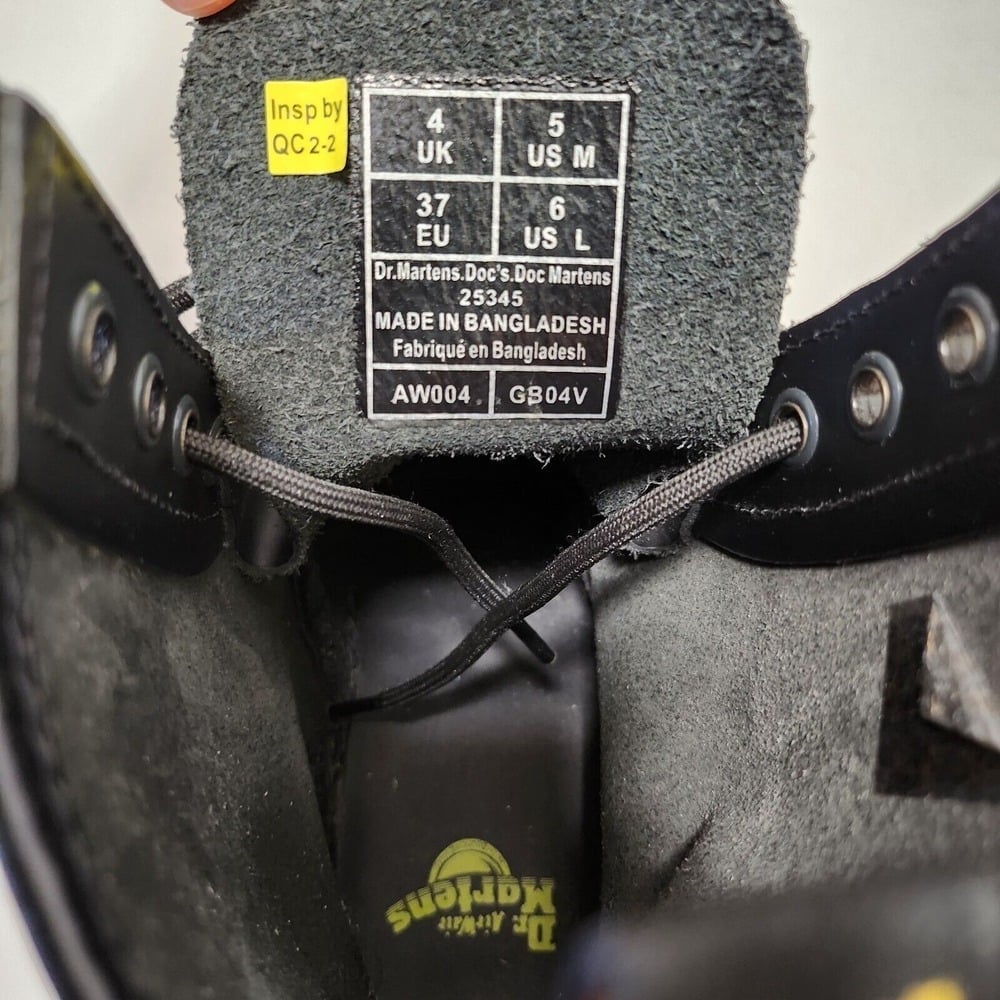 Insp by
QC 2-2
4
UK
5
US M
37
EU
6
US L
Dr.Martens.Doc's.Doc Martens
25345
MADE IN BANGLADESH
Fabriqué en Bangladesh
AW004
GB04V
Dr. Martens
AirWair